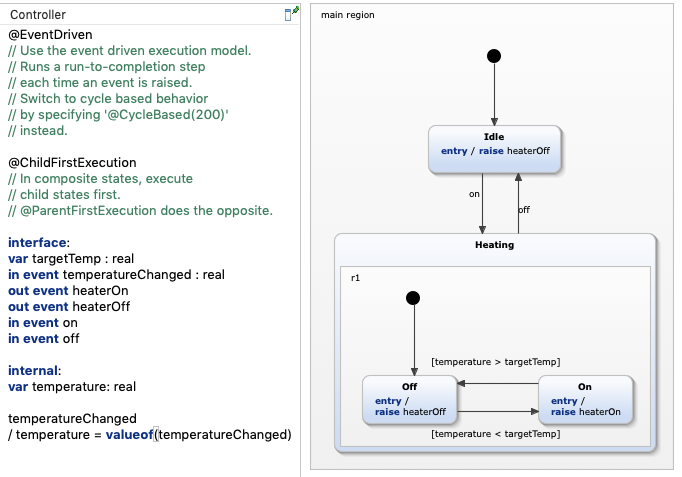 Controller
@EventDriven
// Use the event driven execution model.
// Runs a run-to-completion step
// each time an event is raised.
// Switch to cycle based behavior
// by specifying '@CycleBased(200)'
// instead.
@ChildFirstExecution
// In composite states, execute
// child states first.
// @ParentFirstExecution does the opposite.
interface:
var targetTemp : real
in event temperatureChanged : real
out event heaterOn
out event heaterOff
in event on
in event off
internal:
var temperature: real
temperatureChanged
/ temperature = valueof(temperatureChanged)
main region
Idle
entry / raise heaterOff
on
off
Heating
r1
[temperature > targetTemp]
Off
entry /
raise heaterOff
On
entry /
raise heaterOn
[temperature < targetTemp]